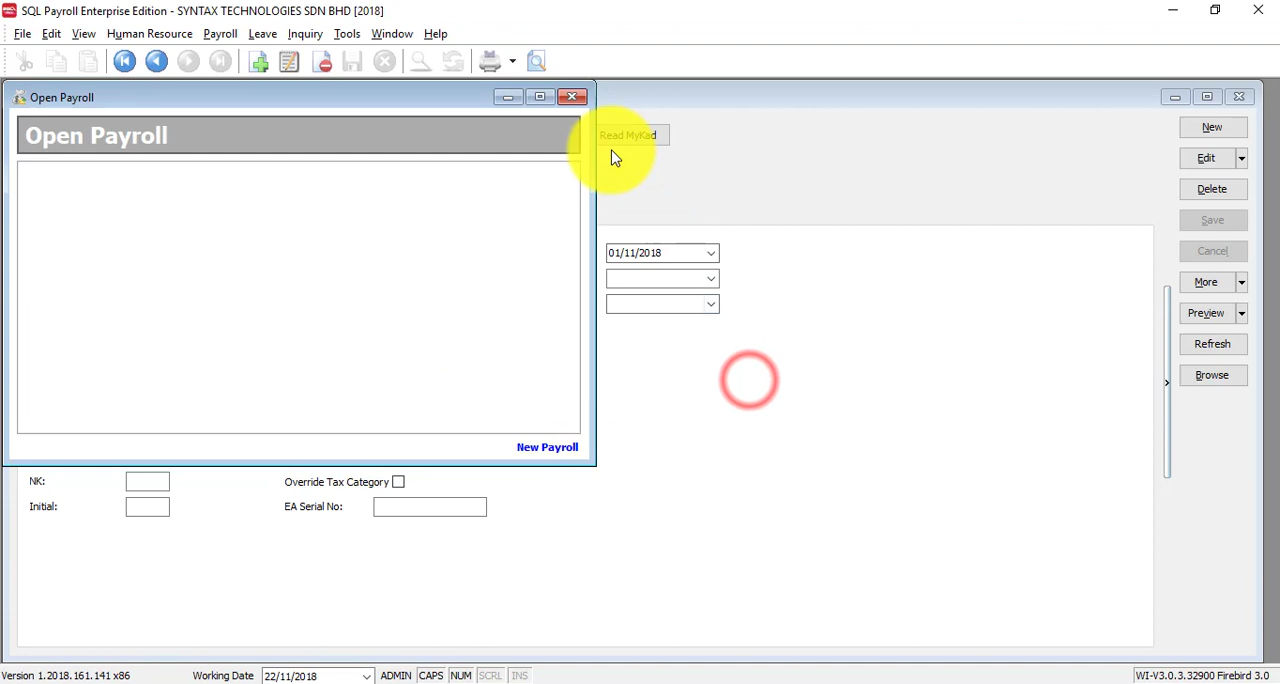 SQL Payroll Enterprise Edition - SYNTAX TECHNOLOGIES SDN BHD [2018]
File Edit View Human Resource Payroll Leave Inquiry Tools Window Help
Open Payroll
Open Payroll
Read MyKad
New
Edit
Delete
01/11/2018
Save
Cancel
More
Preview
Refresh
Browse
New Payroll
NK:
Override Tax Category
Initial:
EA Serial No:
Version 1.2018.161.141 x86 Working Date 22/11/2018 ADMIN CAPS NUM SCRL INS WI-V3.0.3.32900 Firebird 3.0